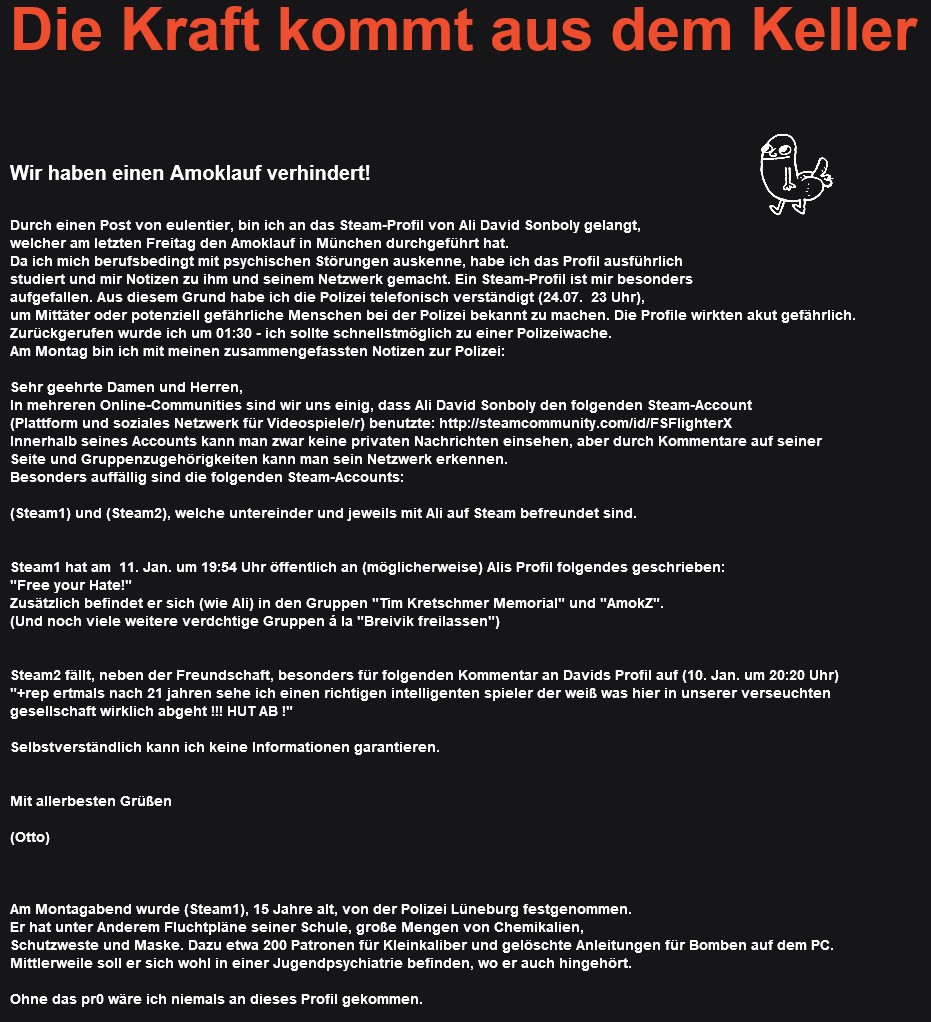 Die Kraft kommt aus dem Keller
Wir haben einen Amoklauf verhindert!
Durch einen Post von eulentier, bin ich an das Steam-Profil von Ali David Sonboly gelangt,
welcher am letzten Freitag den Amoklauf in München durchgeführt hat.
Da ich mich berufsbedingt mit psychischen Störungen auskenne, habe ich das Profil ausführlich
studiert und mir Notizen zu ihm und seinem Netzwerk gemacht. Ein Steam-Profil ist mir besonders
aufgefallen. Aus diesem Grund habe ich die Polizei telefonisch verständigt (24.07.  23 Uhr),
um Mittäter oder potenziell gefährliche Menschen bei der Polizei bekannt zu machen. Die Profile wirkten akut gefährlich.
Zurückgerufen wurde ich um 01:30 - ich sollte schnellstmöglich zu einer Polizeiwache.
Am Montag bin ich mit meinen zusammengefassten Notizen zur Polizei:
Sehr geehrte Damen und Herren,
In mehreren Online-Communities sind wir uns einig, dass Ali David Sonboly den folgenden Steam-Account
(Plattform und soziales Netzwerk für Videospiele/r) benutzte: http://steamcommunity.com/id/FSFlighterX
Innerhalb seines Accounts kann man zwar keine privaten Nachrichten einsehen, aber durch Kommentare auf seiner
Seite und Gruppenzugehörigkeiten kann man sein Netzwerk erkennen.
Besonders auffällig sind die folgenden Steam-Accounts:
(Steam1) und (Steam2), welche untereinder und jeweils mit Ali auf Steam befreundet sind.
Steam1 hat am  11. Jan. um 19:54 Uhr öffentlich an (möglicherweise) Alis Profil folgendes geschrieben:
"Free your Hate!"
Zusätzlich befindet er sich (wie Ali) in den Gruppen "Tim Kretschmer Memorial" und "AmokZ".
(Und noch viele weitere verdchtige Gruppen á la "Breivik freilassen")
Steam2 fällt, neben der Freundschaft, besonders für folgenden Kommentar an Davids Profil auf (10. Jan. um 20:20 Uhr)
"+rep ertmals nach 21 jahren sehe ich einen richtigen intelligenten spieler der weiß was hier in unserer verseuchten
gesellschaft wirklich abgeht !!! HUT AB !"
Selbstverständlich kann ich keine Informationen garantieren.
Mit allerbesten Grüßen
(Otto)
Am Montagabend wurde (Steam1), 15 Jahre alt, von der Polizei Lüneburg festgenommen.
Er hat unter Anderem Fluchtpläne seiner Schule, große Mengen von Chemikalien,
Schutzweste und Maske. Dazu etwa 200 Patronen für Kleinkaliber und gelöschte Anleitungen für Bomben auf dem PC.
Mittlerweile soll er sich wohl in einer Jugendpsychiatrie befinden, wo er auch hingehört.
Ohne das pr0 wäre ich niemals an dieses Profil gekommen.